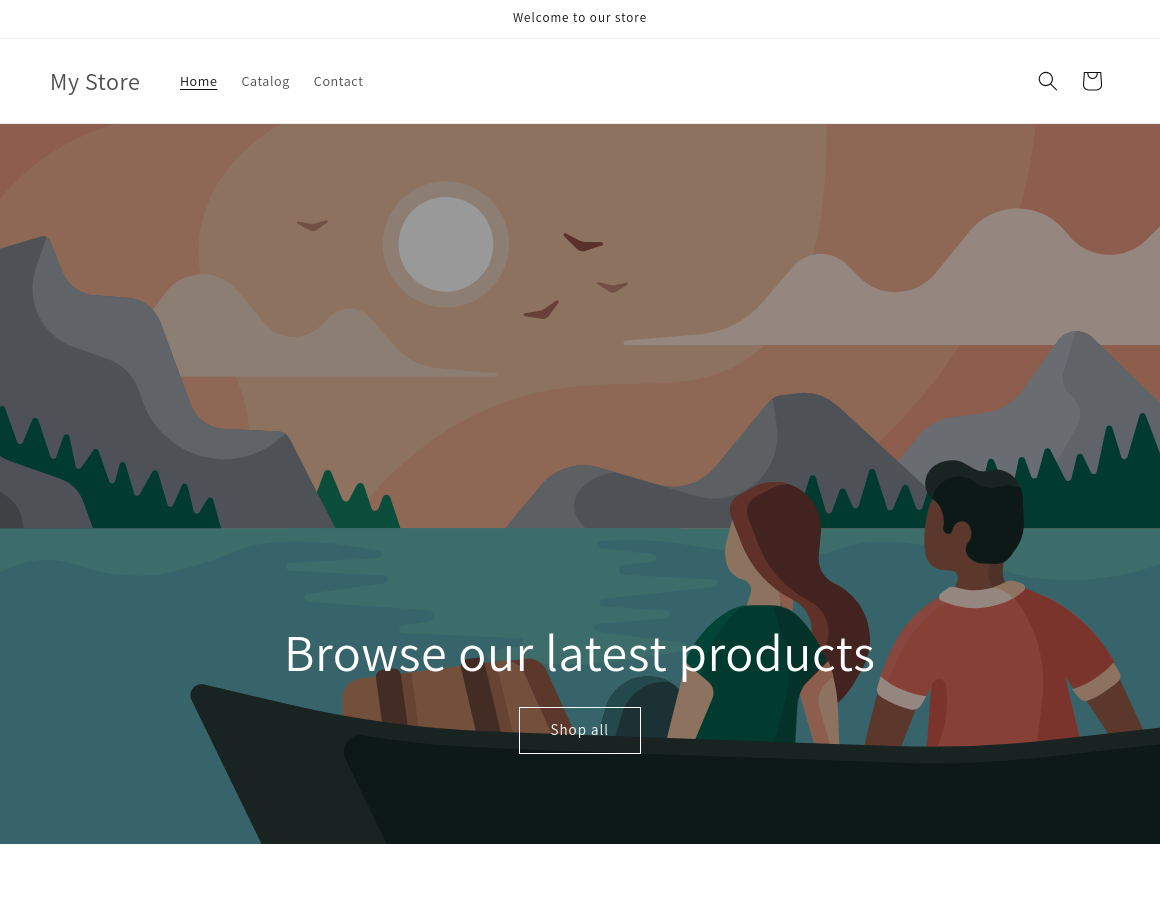 Welcome to our store
My Store
Home
Catalog
Contact
Browse our latest products
Shop all